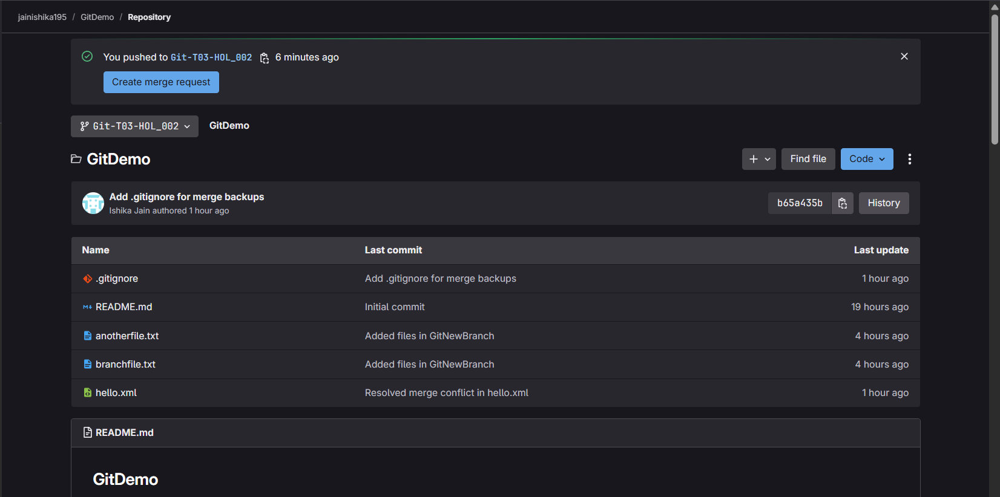 jainishika195 / GitDemo / Repository
You pushed to Git-T03-HOL_002 6 minutes ago
Create merge request
Git-T03-HOL_002 GitDemo
GitDemo
Find file Code
Add .gitignore for merge backups
Ishika Jain authored 1 hour ago
b65a435b History
Name Last commit Last update
.gitignore Add .gitignore for merge backups 1 hour ago
README.md Initial commit 19 hours ago
anotherfile.txt Added files in GitNewBranch 4 hours ago
branchfile.txt Added files in GitNewBranch 4 hours ago
hello.xml Resolved merge conflict in hello.xml 1 hour ago
README.md
GitDemo